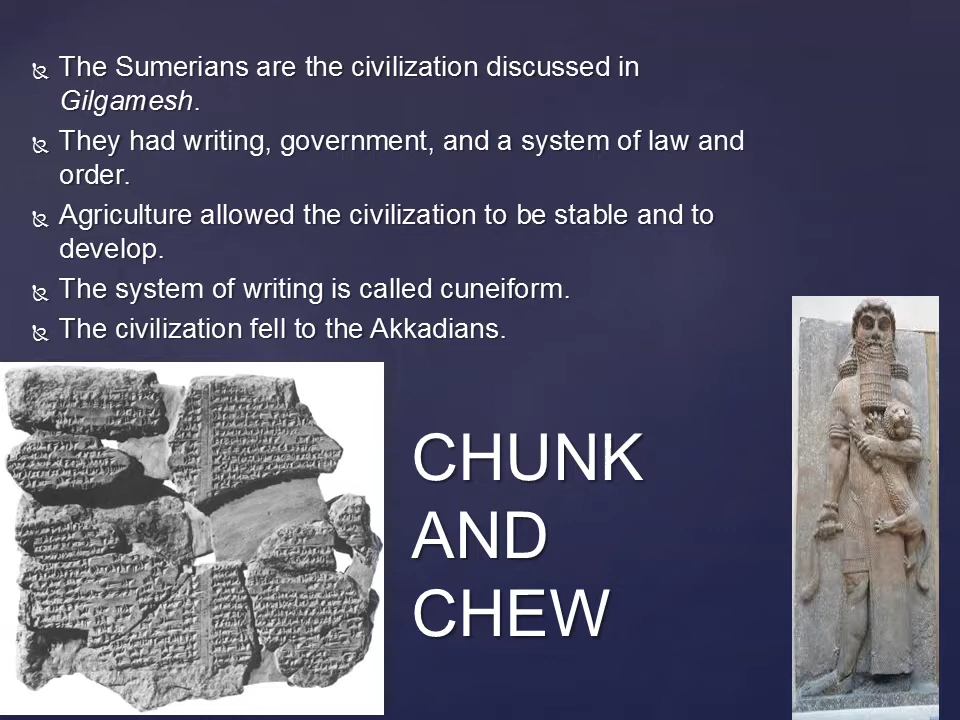 The Sumerians are the civilization discussed in
Gilgamesh.
They had writing, government, and a system of law and
order.
Agriculture allowed the civilization to be stable and to
develop.
The system of writing is called cuneiform.
The civilization fell to the Akkadians.
CHUNK
AND
CHEW